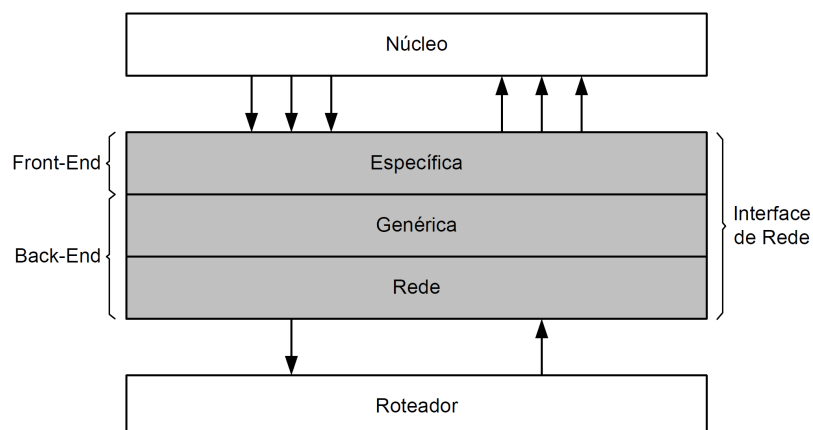 Núcleo
Front-End
Específica
Genérica
Interface
de Rede
Back-End
Rede
Roteador